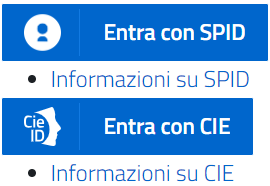 Entra con SPID
Informazioni su SPID
Cie
ID
Entra con CIE
Informazioni su CIE